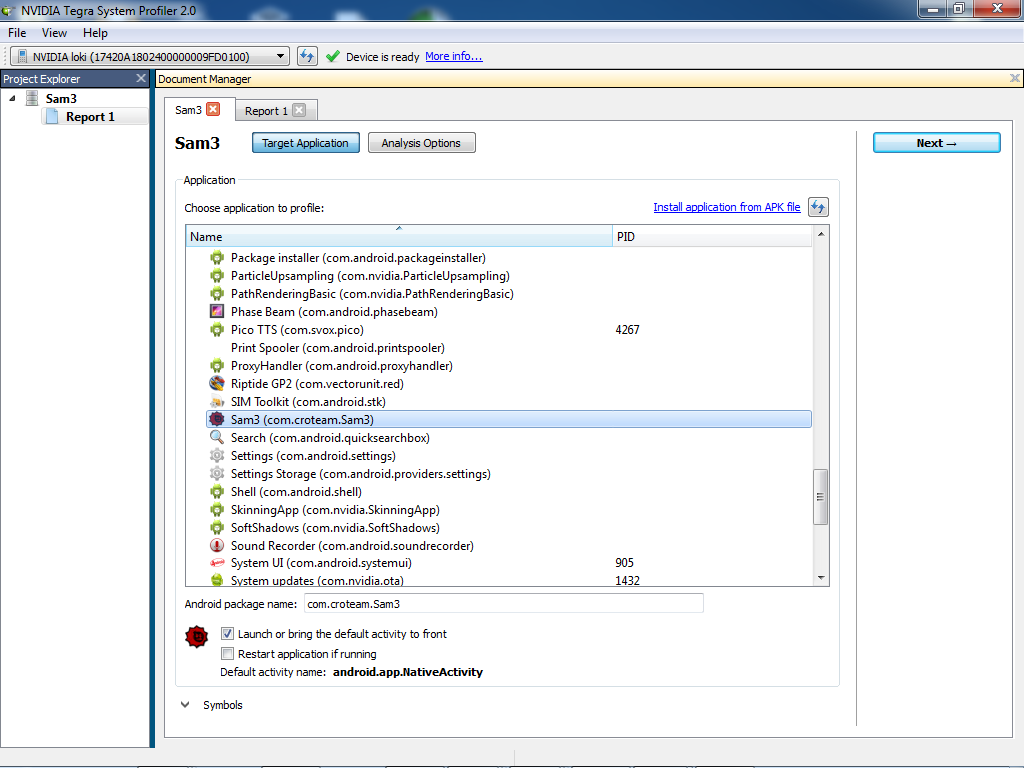 NVIDIA Tegra System Profiler 2.0
File View Help
NVIDIA loki (17420A1802400000009FD0100) Device is ready More info...
Project Explorer
Sam3
Report 1
Document Manager
Sam3 Report 1
Sam3 Target Application Analysis Options Next →
Application
Choose application to profile: Install application from APK file
Name PID
Package installer (com.android.packageinstaller)
ParticleUpsampling (com.nvidia.ParticleUpsampling)
PathRenderingBasic (com.nvidia.PathRenderingBasic)
Phase Beam (com.android.phasebeam)
Pico TTS (com.svox.pico) 4267
Print Spooler (com.android.printspooler)
ProxyHandler (com.android.proxyhandler)
Riptide GP2 (com.vectorunit.red)
SIM Toolkit (com.android.stk)
Sam3 (com.croteam.Sam3)
Search (com.android.quicksearchbox)
Settings (com.android.settings)
Settings Storage (com.android.providers.settings)
Shell (com.android.shell)
SkinningApp (com.nvidia.SkinningApp)
SoftShadows (com.nvidia.SoftShadows)
Sound Recorder (com.android.soundrecorder)
System UI (com.android.systemui) 905
System updates (com.nvidia.ota) 1432
Android package name: com.croteam.Sam3
Launch or bring the default activity to front
Restart application if running
Default activity name: android.app.NativeActivity
Symbols